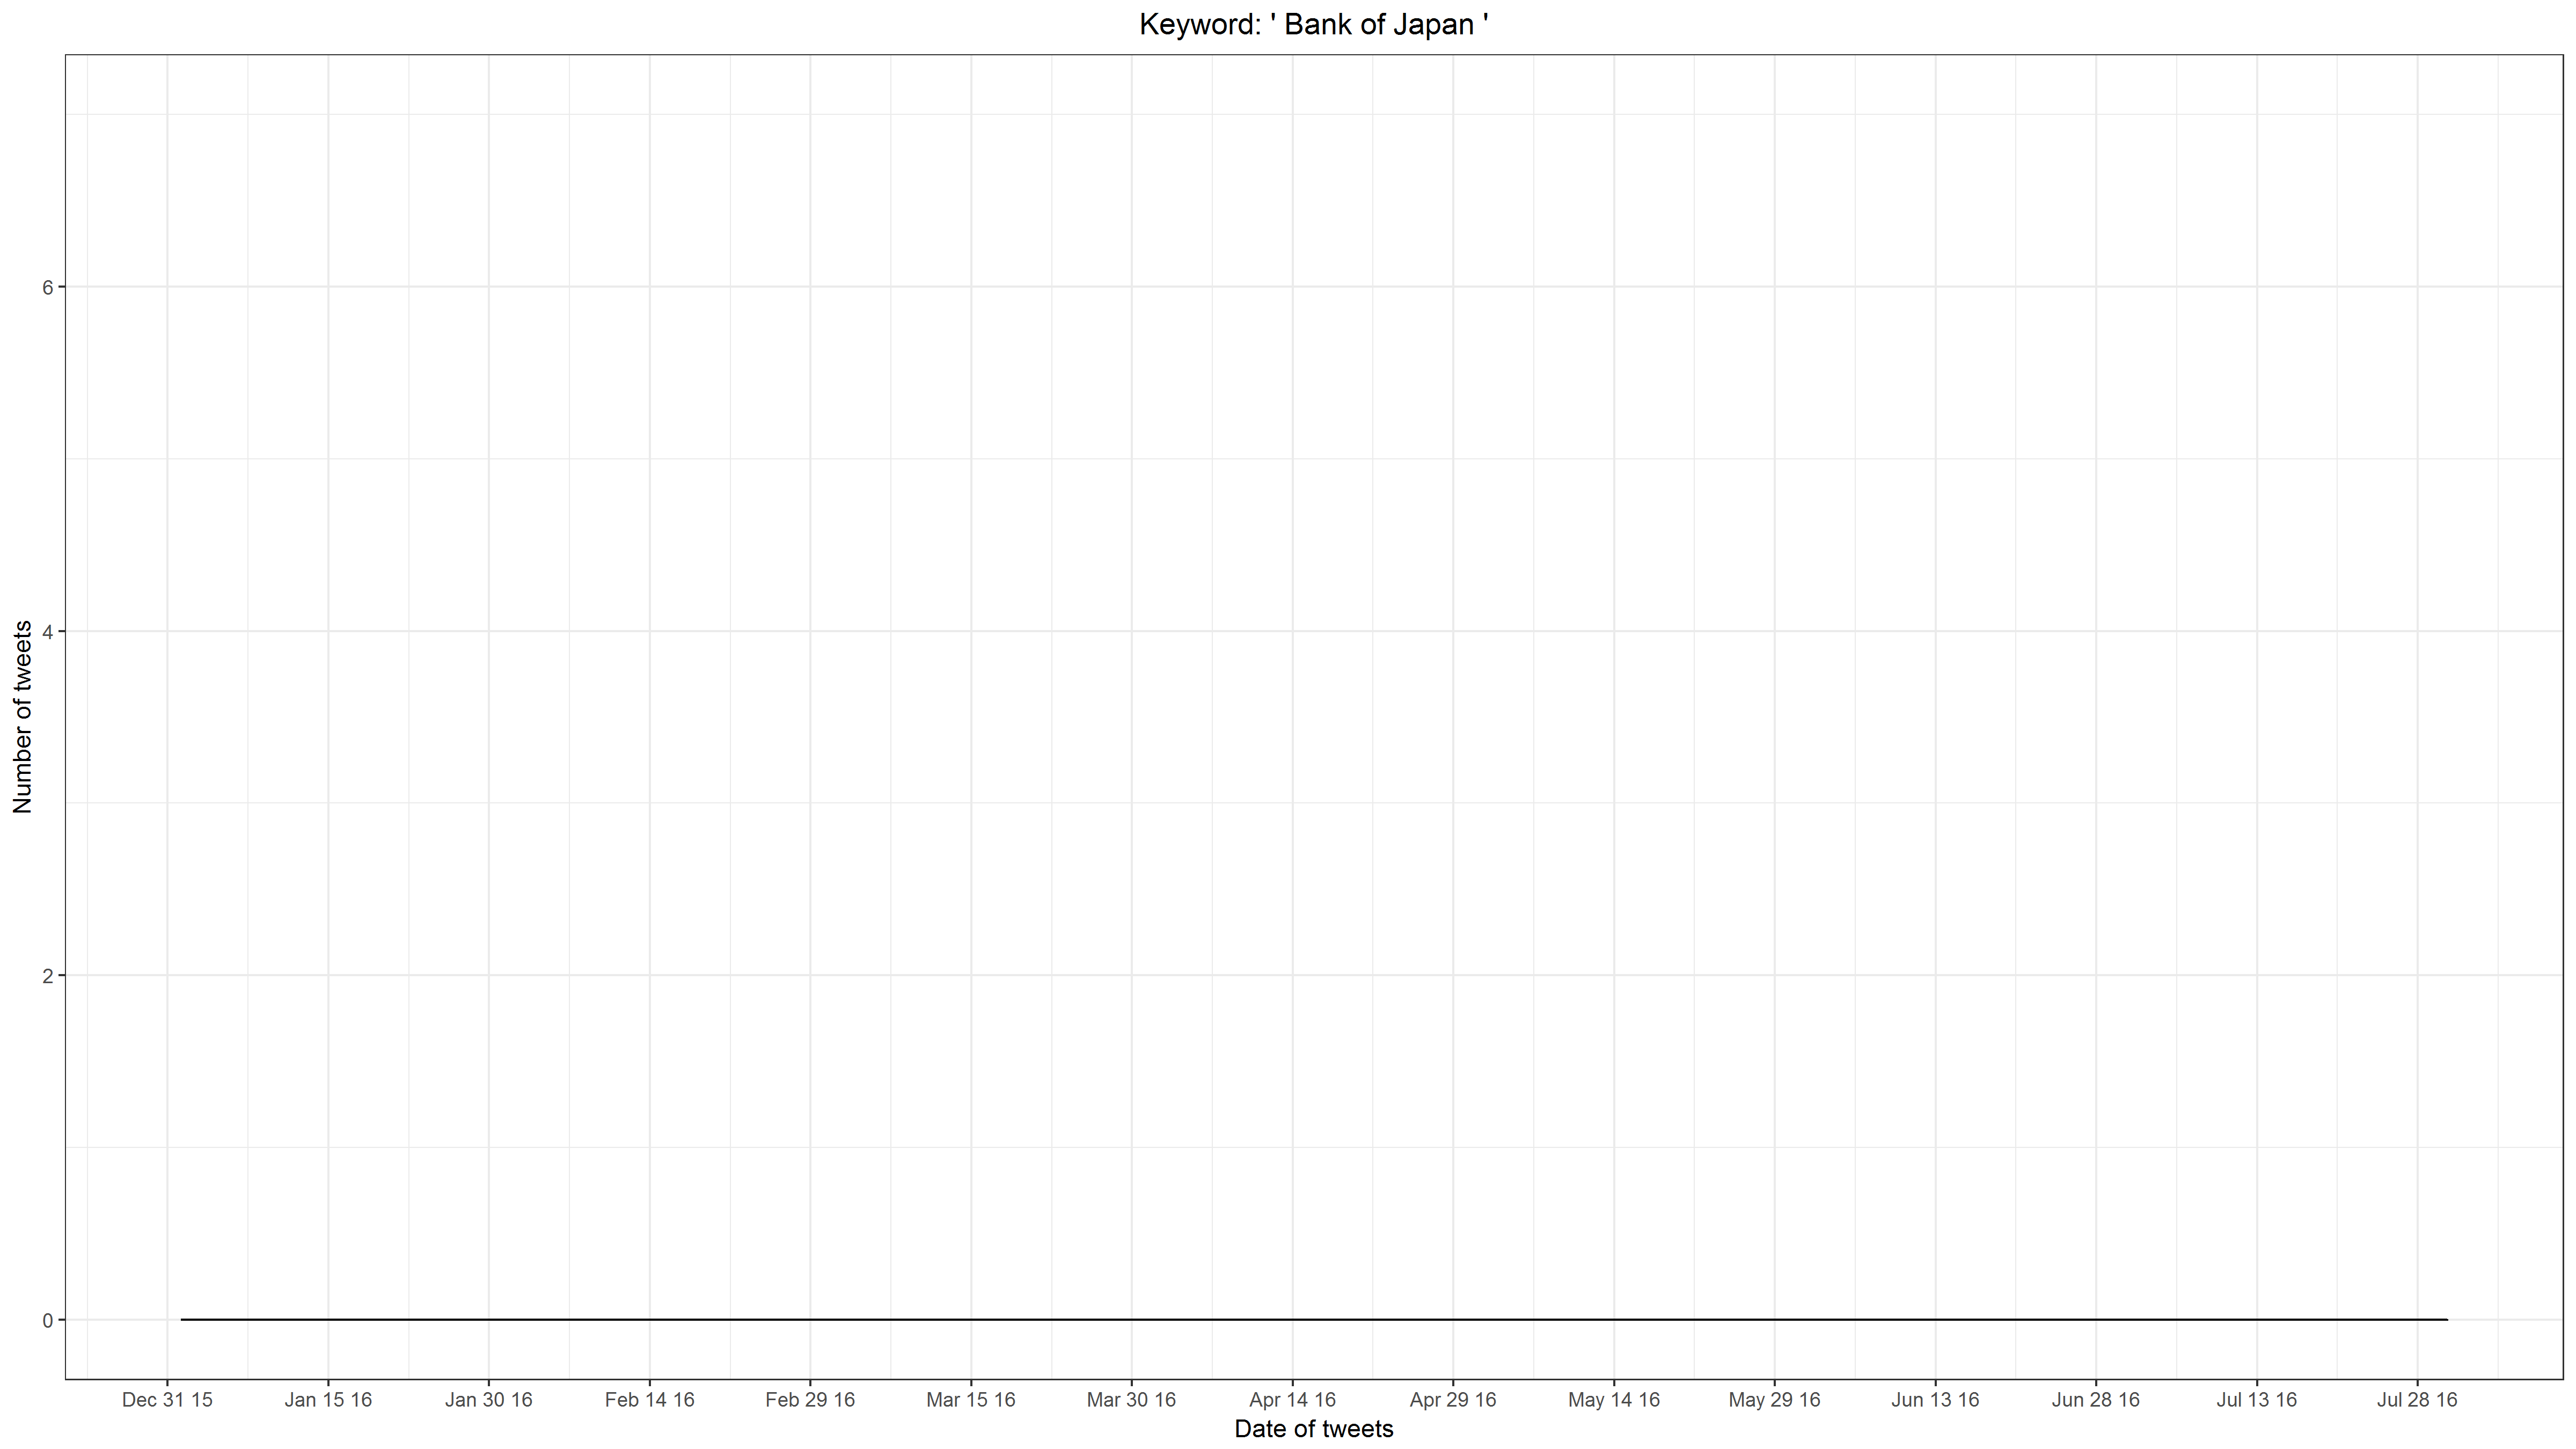 Keyword: ' Bank of Japan '
Number of tweets
6
4
2
0
Dec 31 15 Jan 15 16 Jan 30 16 Feb 14 16 Feb 29 16 Mar 15 16 Mar 30 16 Apr 14 16 Apr 29 16 May 14 16 May 29 16 Jun 13 16 Jun 28 16 Jul 13 16 Jul 28 16
Date of tweets